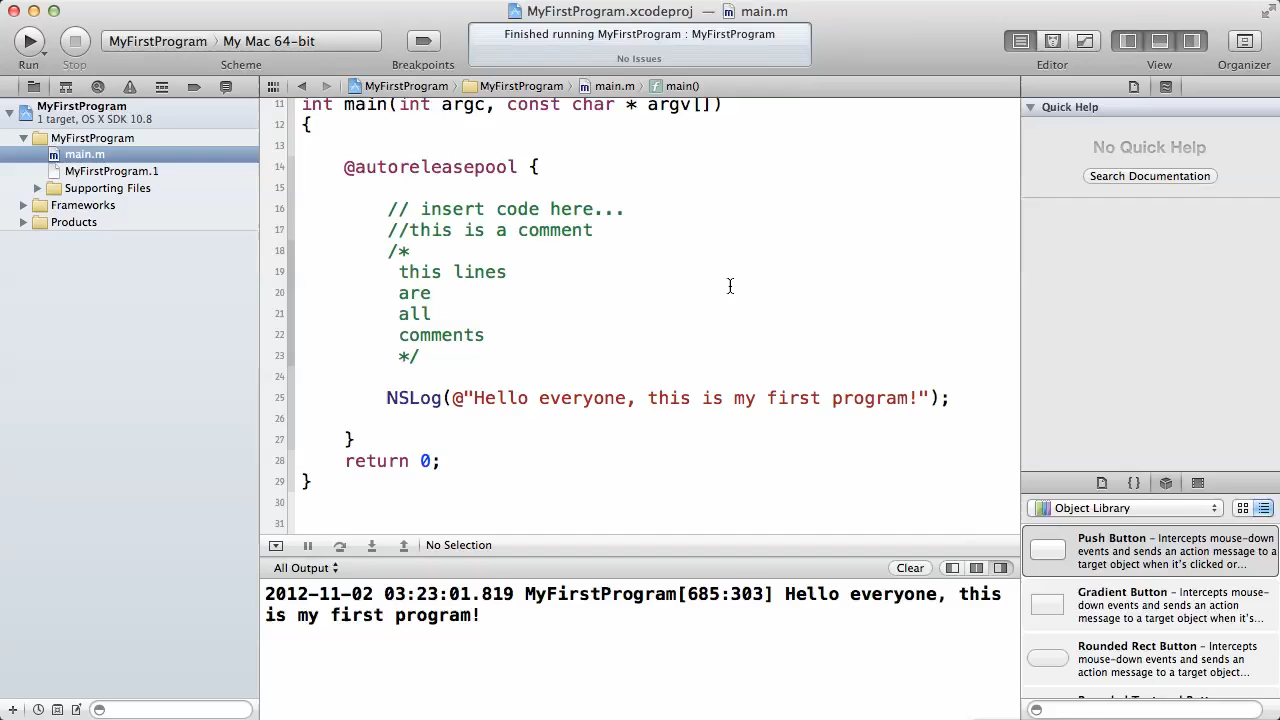 MyFirstProgram.xcodeproj — main.m
Run
Stop
MyFirstProgram
My Mac 64-bit
Scheme
Breakpoints
Finished running MyFirstProgram : MyFirstProgram
No Issues
Editor
View
Organizer
MyFirstProgram
MyFirstProgram
main.m
main()
MyFirstProgram
1 target, OS X SDK 10.8
MyFirstProgram
main.m
MyFirstProgram.1
Supporting Files
Frameworks
Products
11 int main(int argc, const char * argv[])
12 {
13
14 @autoreleasepool {
15
16 // insert code here...
17 //this is a comment
18 /*
19 this lines
20 are
21 all
22 comments
23 */
24
25 NSLog(@"Hello everyone, this is my first program!");
26
27 }
28 return 0;
29 }
30
31
No Selection
All Output
Clear
2012-11-02 03:23:01.819 MyFirstProgram[685:303] Hello everyone, this
is my first program!
Quick Help
No Quick Help
Search Documentation
{}
Object Library
Push Button – Intercepts mouse-down
events and sends an action message to a
target object when it's clicked or...
Gradient Button – Intercepts mouse-
down events and sends an action
message to a target object when it's...
Rounded Rect Button – Intercepts
mouse-down events and sends an
action message to a target object...